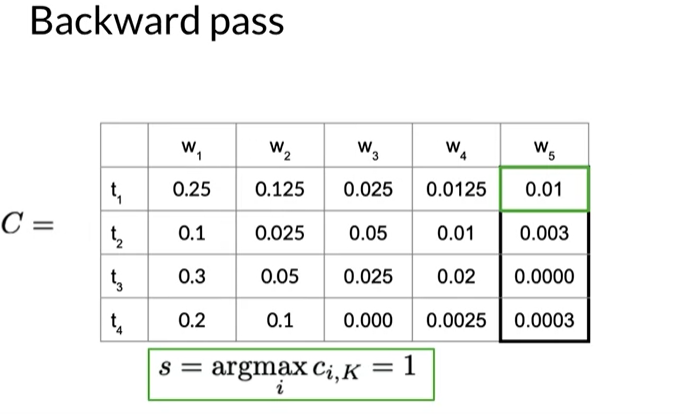 Backward pass
w₁ w₂ w₃ w₄ w₅
t₁ 0.25 0.125 0.025 0.0125 0.01
C =
t₂ 0.1 0.025 0.05 0.01 0.003
t₃ 0.3 0.05 0.025 0.02 0.0000
t₄ 0.2 0.1 0.000 0.0025 0.0003
s = argmax c_{i,K} = 1
i